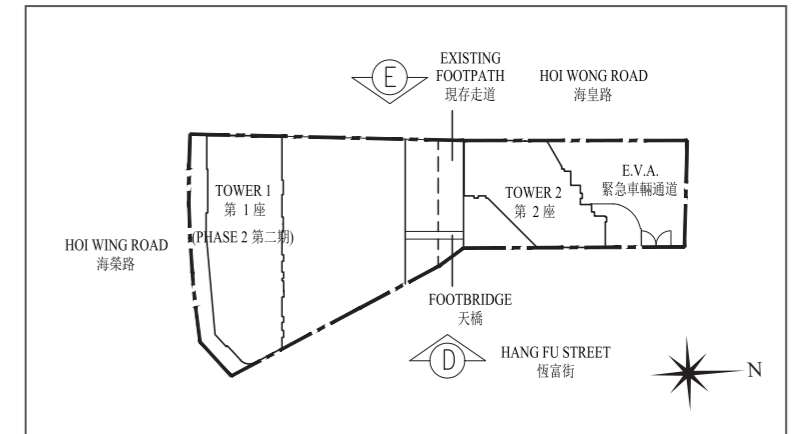 E
EXISTING
FOOTPATH
現存走道
HOI WONG ROAD
海皇路
TOWER 1
第 1 座
(PHASE 2 第二期)
TOWER 2
第 2 座
E.V.A.
緊急車輛通道
HOI WING ROAD
海榮路
FOOTBRIDGE
天橋
D
HANG FU STREET
恆富街
N